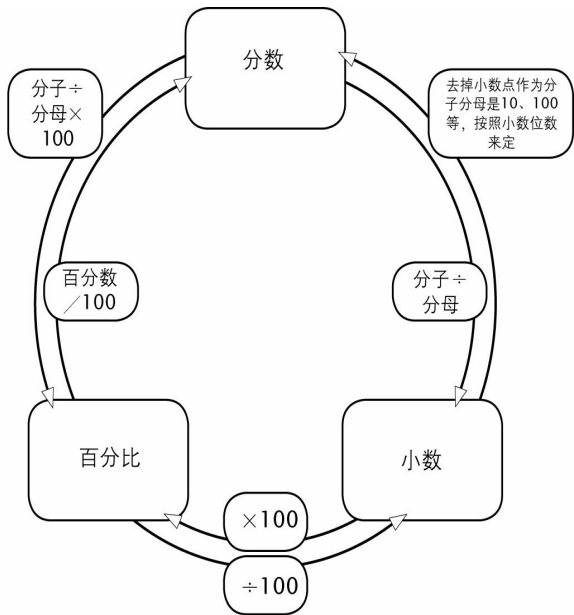 分数
分子÷
分母×
100
去掉小数点作为分
子分母是10、100
等，按照小数位数
来定
百分数
／100
分子÷
分母
百分比
小数
×100
÷100